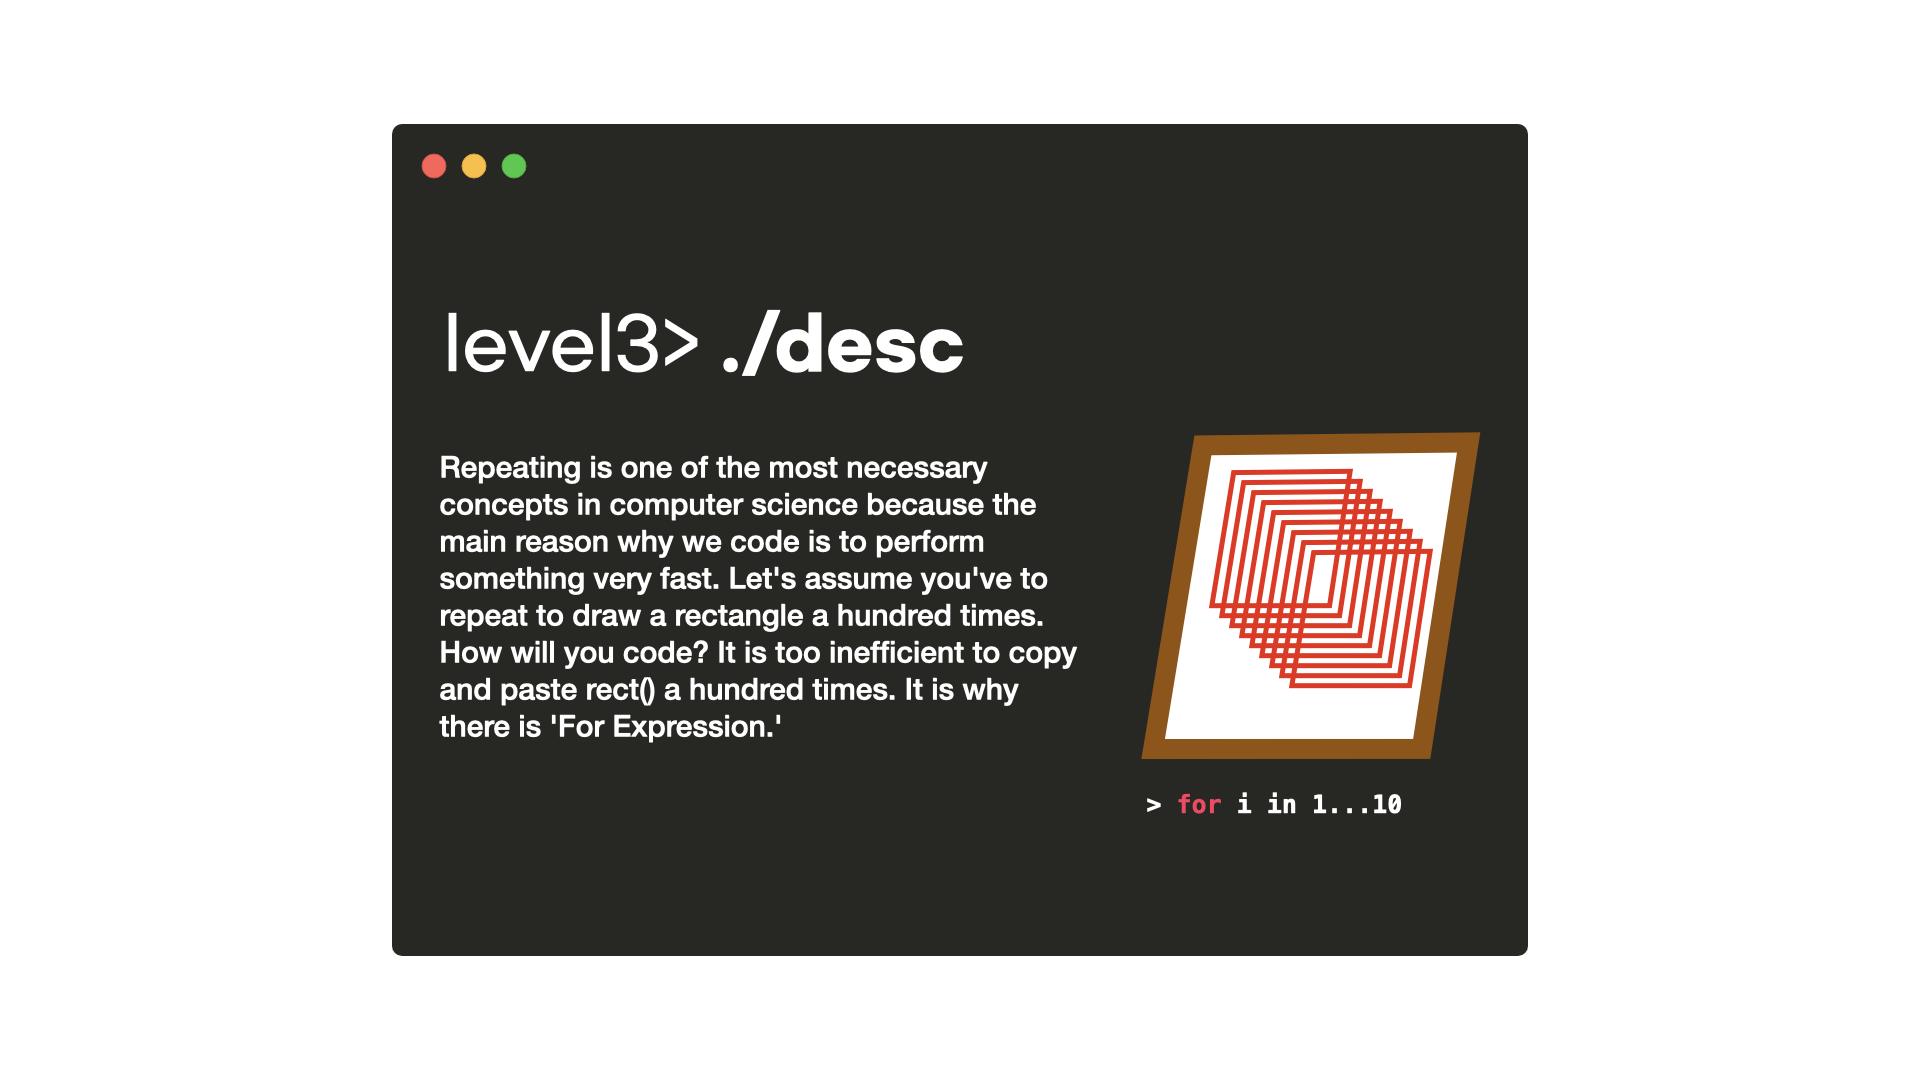 level3> ./desc
Repeating is one of the most necessary
concepts in computer science because the
main reason why we code is to perform
something very fast. Let's assume you've to
repeat to draw a rectangle a hundred times.
How will you code? It is too inefficient to copy
and paste rect() a hundred times. It is why
there is 'For Expression.'
> for i in 1...10